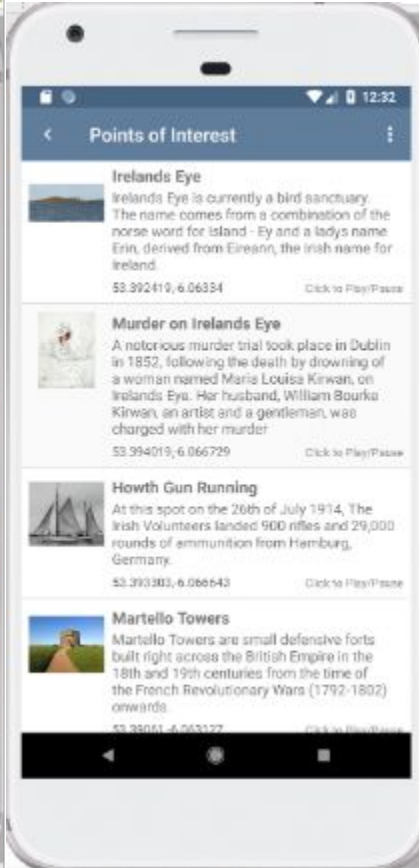 12:32
Points of Interest
Irelands Eye
Irelands Eye is currently a bird sanctuary.
The name comes from a combination of the
norse word for Island - Ey and a ladys name
Erin, derived from Eireann, the Irish name for
Ireland.
53.392419,-6.06334 Click to Play/Pause
Murder on Irelands Eye
A notorious murder trial took place in Dublin
in 1852, following the death by drowning of
a woman named Maria Louisa Kirwan, on
Irelands Eye. Her husband, William Bourke
Kirwan, an artist and a gentleman, was
charged with her murder
53.394019,-6.066729 Click to Play/Pause
Howth Gun Running
At this spot on the 26th of July 1914, The
Irish Volunteers landed 900 rifles and 29,000
rounds of ammunition from Hamburg,
Germany.
53.393303,-6.066643 Click to Play/Pause
Martello Towers
Martello Towers are small defensive forts
built right across the British Empire in the
18th and 19th centuries from the time of
the French Revolutionary Wars (1792-1802)
onwards.
53.39051,-6.063127 Click to Play/Pause